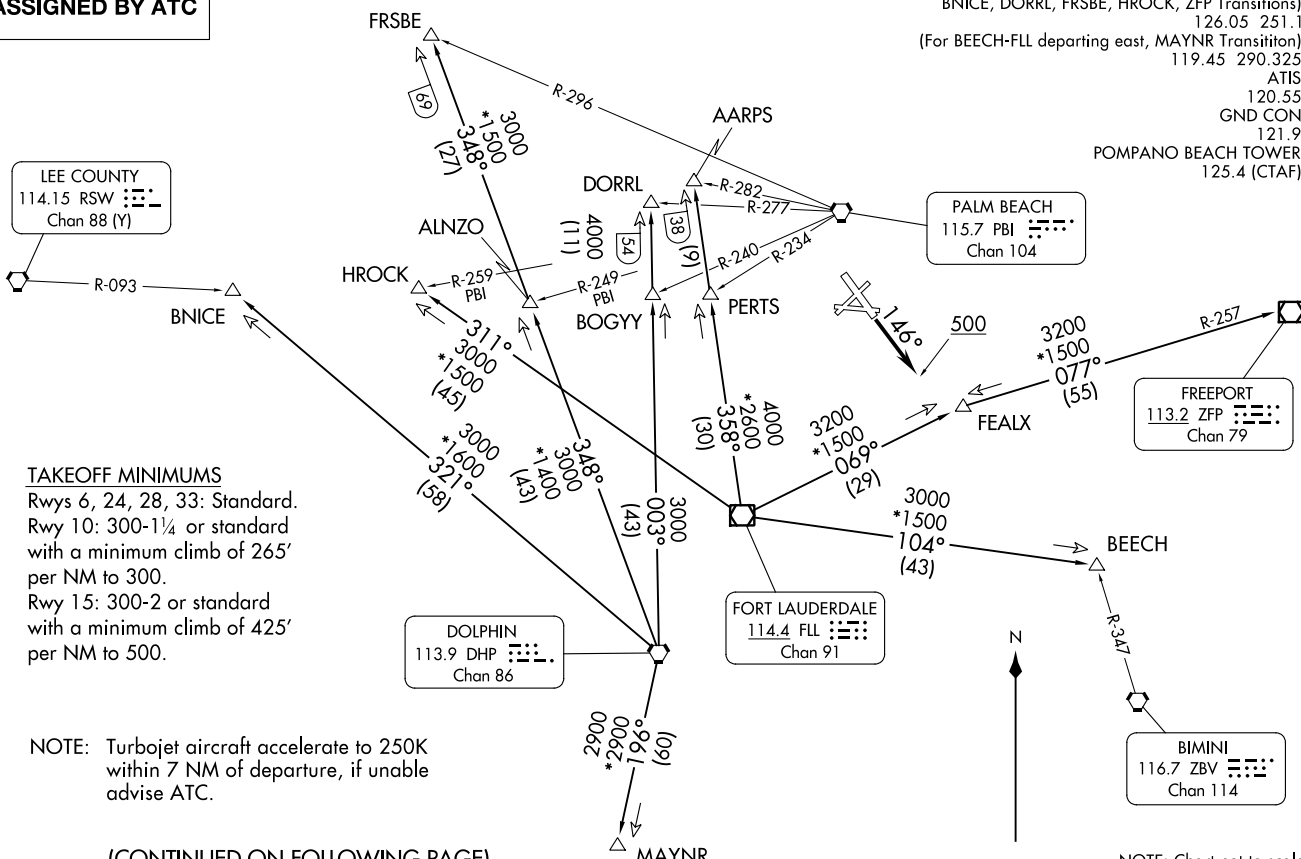 ASSIGNED BY ATC
BNICE, DORRL, FRSBE, HROCK, ZFP Transitions)
126.05 251.1
(For BEECH-FLL departing east, MAYNR Transititon)
119.45 290.325
ATIS
120.55
GND CON
121.9
POMPANO BEACH TOWER
125.4 (CTAF)
FRSBE
69
3000
*1500
348°
(27)
R-296
AARPS
LEE COUNTY
114.15 RSW
Chan 88 (Y)
DORRL
R-282
R-277
PALM BEACH
115.7 PBI
Chan 104
ALNZO
4000
(11)
54
38
(9)
R-240
R-234
HROCK
R-259
PBI
R-249
PBI
R-093
BNICE
BOGYY
PERTS
146°
500
R-257
311°
3000
*1500
(45)
3200
*1500
077°
(55)
FREEPORT
113.2 ZFP
Chan 79
FEALX
4000
*2600
358°
(30)
3200
*1500
069°
(29)
3000
*1600
321°
(58)
348°
3000
*1400
(43)
3000
003°
(43)
3000
*1500
104°
(43)
BEECH
TAKEOFF MINIMUMS
Rwys 6, 24, 28, 33: Standard.
Rwy 10: 300-1¼ or standard
with a minimum climb of 265'
per NM to 300.
Rwy 15: 300-2 or standard
with a minimum climb of 425'
per NM to 500.
DOLPHIN
113.9 DHP
Chan 86
FORT LAUDERDALE
114.4 FLL
Chan 91
N
R-347
BIMINI
116.7 ZBV
Chan 114
2900
*2900
199°
(60)
NOTE: Turbojet aircraft accelerate to 250K
within 7 NM of departure, if unable
advise ATC.
(CONTINUED ON FOLLOWING PAGE)
MAYNR
NOTE: Chart not to scale